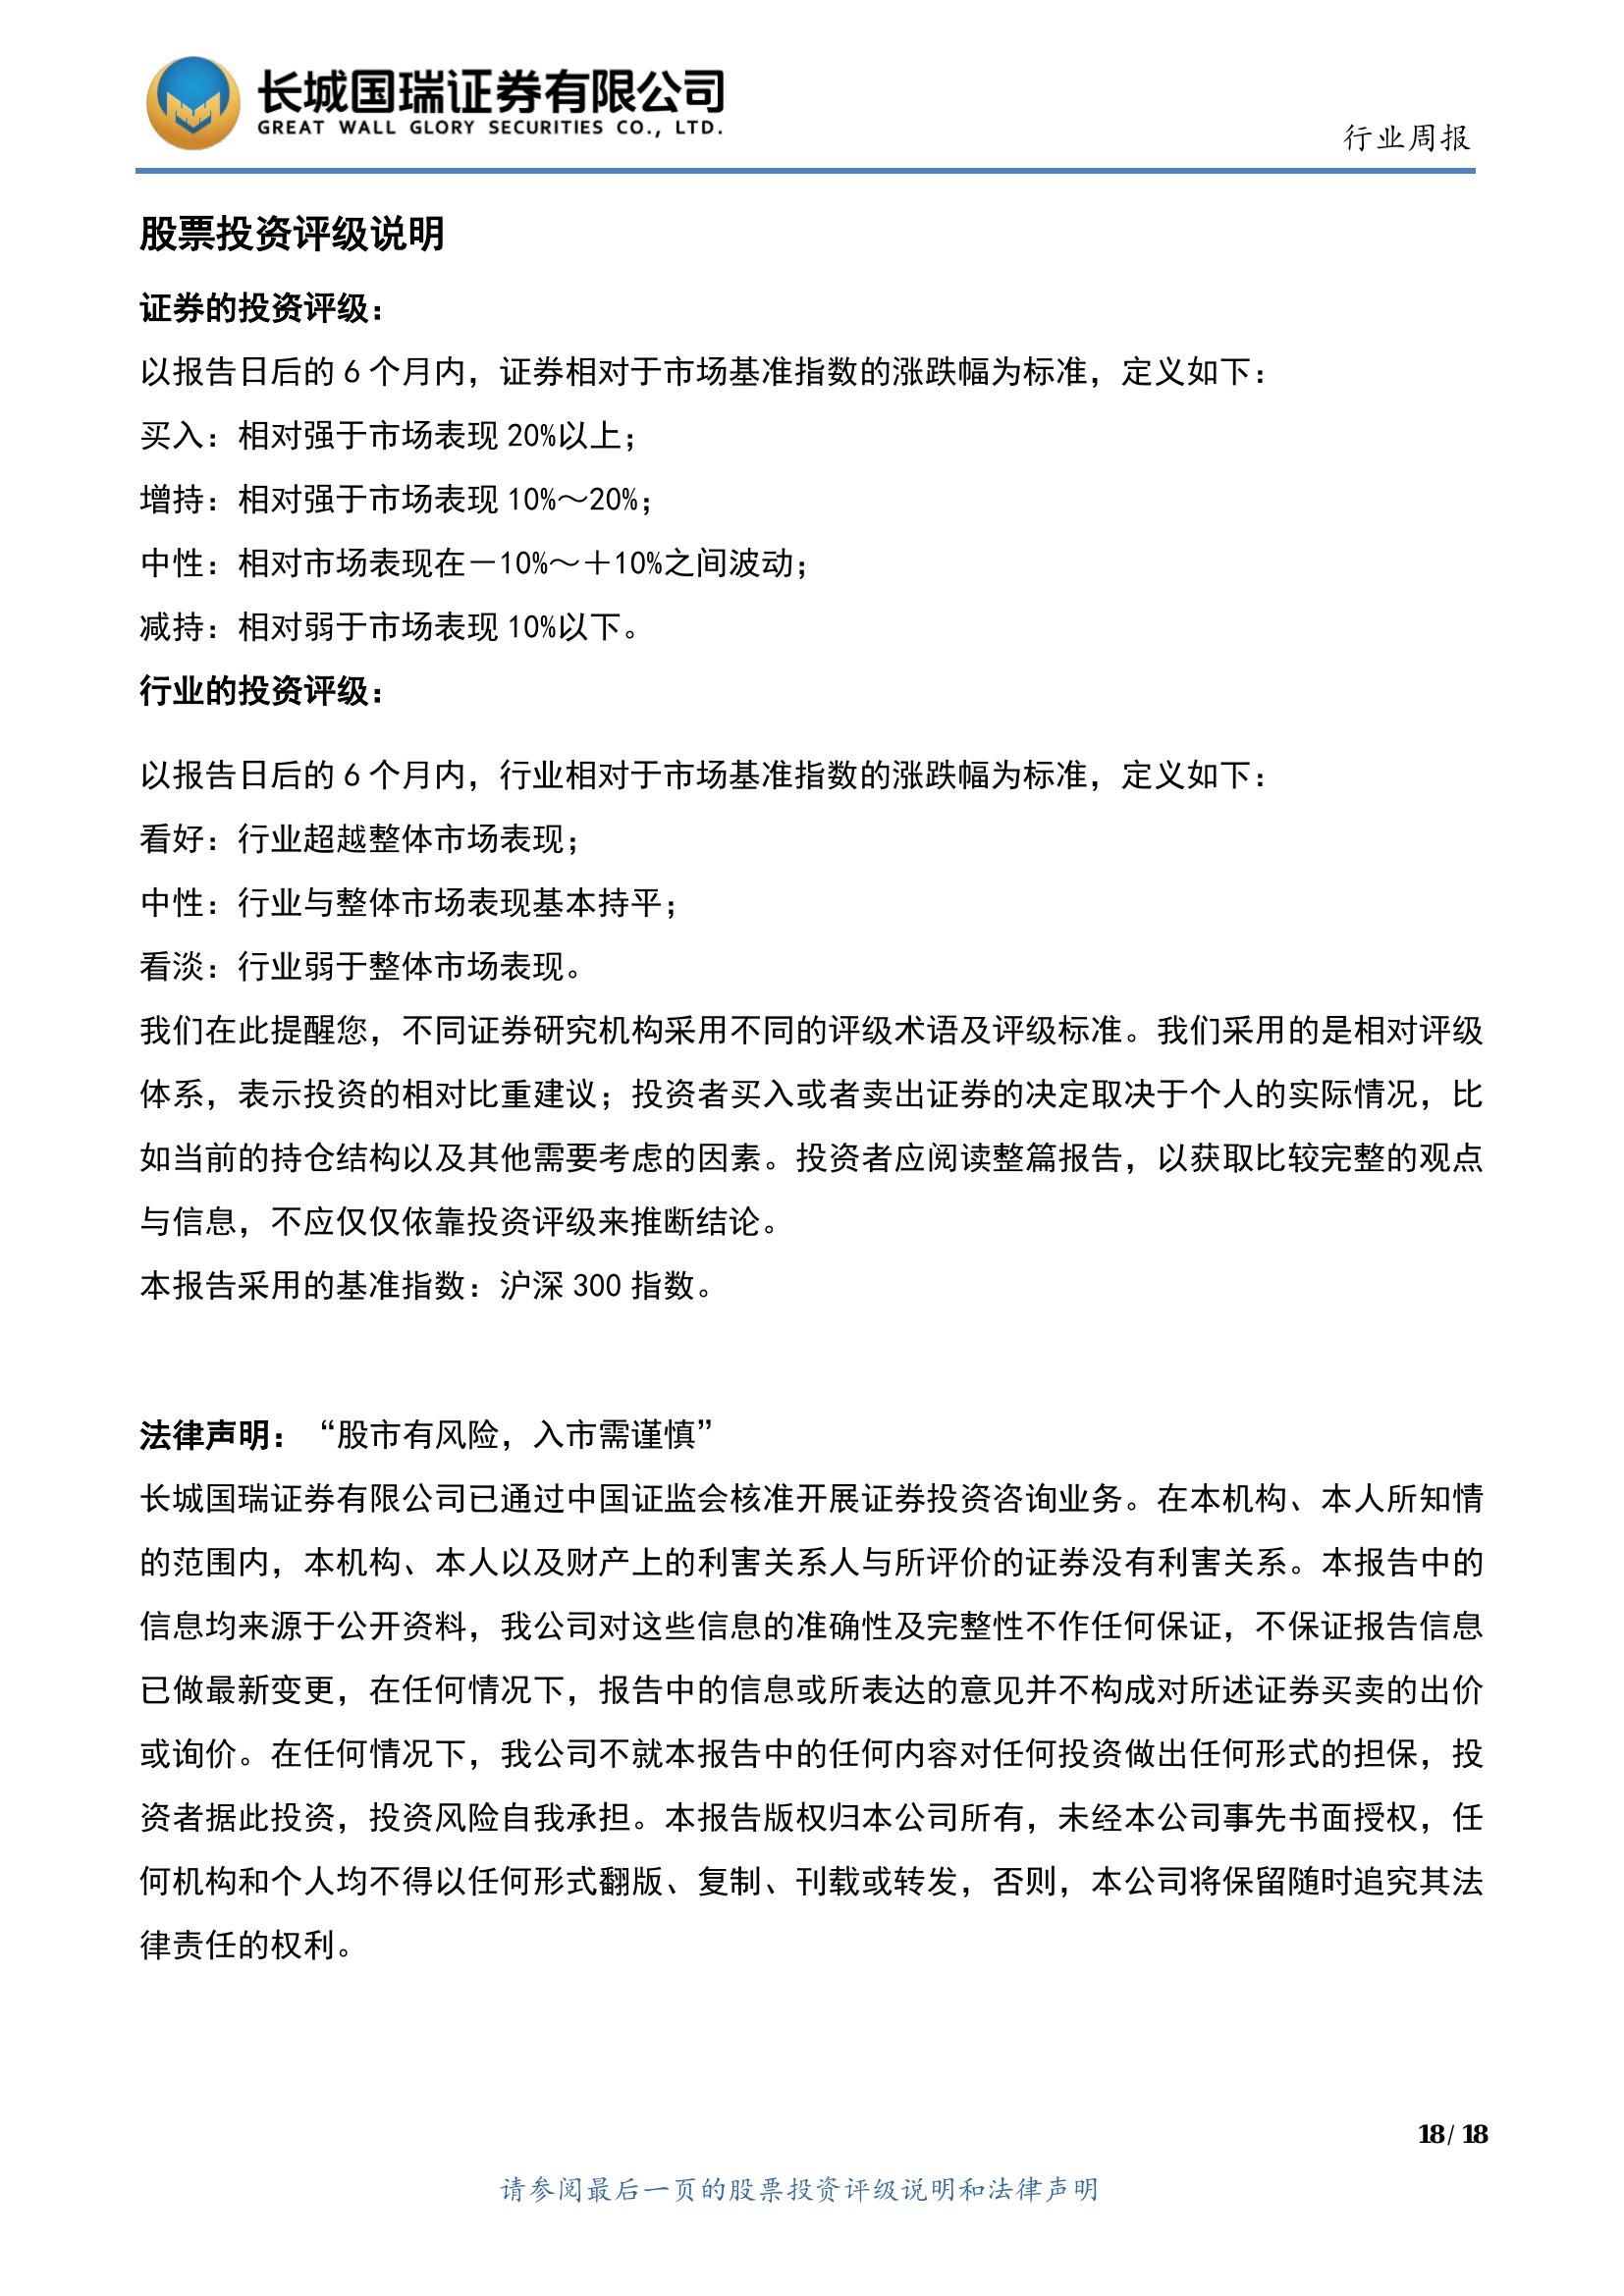 长城国瑞证券有限公司
GREAT WALL GLORY SECURITIES CO., LTD.
行业周报
股票投资评级说明
证券的投资评级：
以报告日后的 6 个月内，证券相对于市场基准指数的涨跌幅为标准，定义如下：
买入：相对强于市场表现 20%以上；
增持：相对强于市场表现 10%～20%；
中性：相对市场表现在－10%～＋10%之间波动；
减持：相对弱于市场表现 10%以下。
行业的投资评级：
以报告日后的 6 个月内，行业相对于市场基准指数的涨跌幅为标准，定义如下：
看好：行业超越整体市场表现；
中性：行业与整体市场表现基本持平；
看淡：行业弱于整体市场表现。
我们在此提醒您，不同证券研究机构采用不同的评级术语及评级标准。我们采用的是相对评级
体系，表示投资的相对比重建议；投资者买入或者卖出证券的决定取决于个人的实际情况，比
如当前的持仓结构以及其他需要考虑的因素。投资者应阅读整篇报告，以获取比较完整的观点
与信息，不应仅仅依靠投资评级来推断结论。
本报告采用的基准指数：沪深 300 指数。
法律声明：“股市有风险，入市需谨慎”
长城国瑞证券有限公司已通过中国证监会核准开展证券投资咨询业务。在本机构、本人所知情
的范围内，本机构、本人以及财产上的利害关系人与所评价的证券没有利害关系。本报告中的
信息均来源于公开资料，我公司对这些信息的准确性及完整性不作任何保证，不保证报告信息
已做最新变更，在任何情况下，报告中的信息或所表达的意见并不构成对所述证券买卖的出价
或询价。在任何情况下，我公司不就本报告中的任何内容对任何投资做出任何形式的担保，投
资者据此投资，投资风险自我承担。本报告版权归本公司所有，未经本公司事先书面授权，任
何机构和个人均不得以任何形式翻版、复制、刊载或转发，否则，本公司将保留随时追究其法
律责任的权利。
18 / 18
请参阅最后一页的股票投资评级说明和法律声明